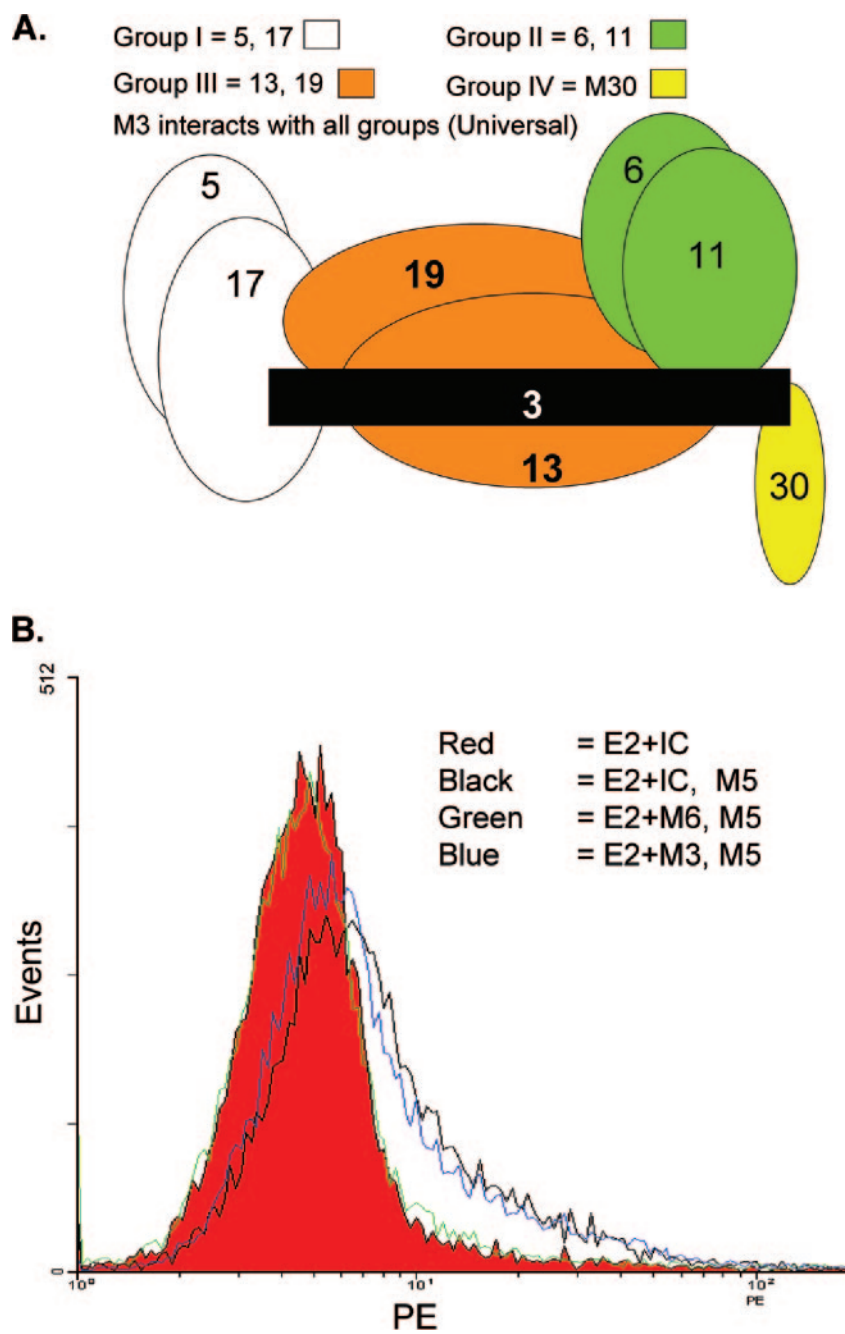 A.
Group I = 5, 17
Group II = 6, 11
Group III = 13, 19
Group IV = M30
M3 interacts with all groups (Universal)
5
6
17
19
11
3
13
30
B.
512
Red = E2+IC
Black = E2+IC, M5
Green = E2+M6, M5
Blue = E2+M3, M5
Events
0
10⁰
10¹
10²
PE
PE